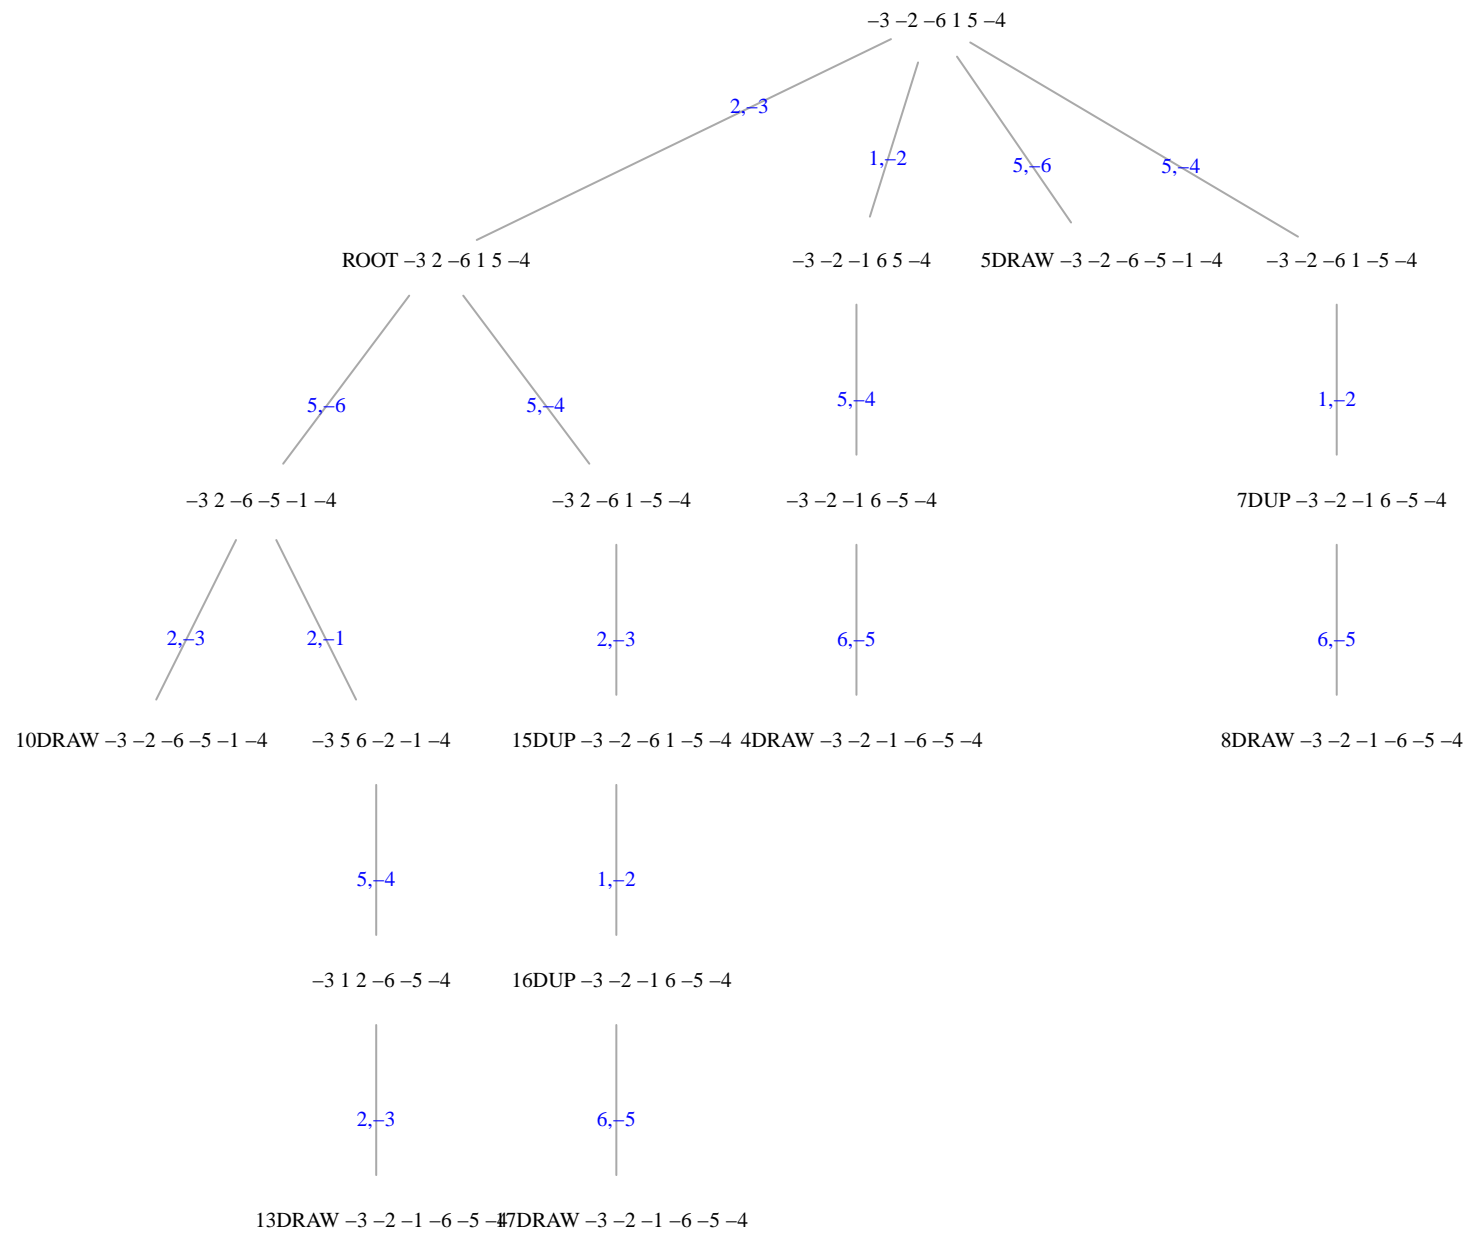 –3 –2 –6 1 5 –4
2,–3
1,–2
5,–6
5,–4
ROOT –3 2 –6 1 5 –4
–3 –2 –1 6 5 –4
5DRAW –3 –2 –6 –5 –1 –4
–3 –2 –6 1 –5 –4
5,–6
5,–4
5,–4
1,–2
–3 2 –6 –5 –1 –4
–3 2 –6 1 –5 –4
–3 –2 –1 6 –5 –4
7DUP –3 –2 –1 6 –5 –4
2,–3
2,–1
2,–3
6,–5
6,–5
10DRAW –3 –2 –6 –5 –1 –4
–3 5 6 –2 –1 –4
15DUP –3 –2 –6 1 –5 –4
4DRAW –3 –2 –1 –6 –5 –4
8DRAW –3 –2 –1 –6 –5 –4
5,–4
1,–2
–3 1 2 –6 –5 –4
16DUP –3 –2 –1 6 –5 –4
2,–3
6,–5
13DRAW –3 –2 –1 –6 –5 –4
17DRAW –3 –2 –1 –6 –5 –4